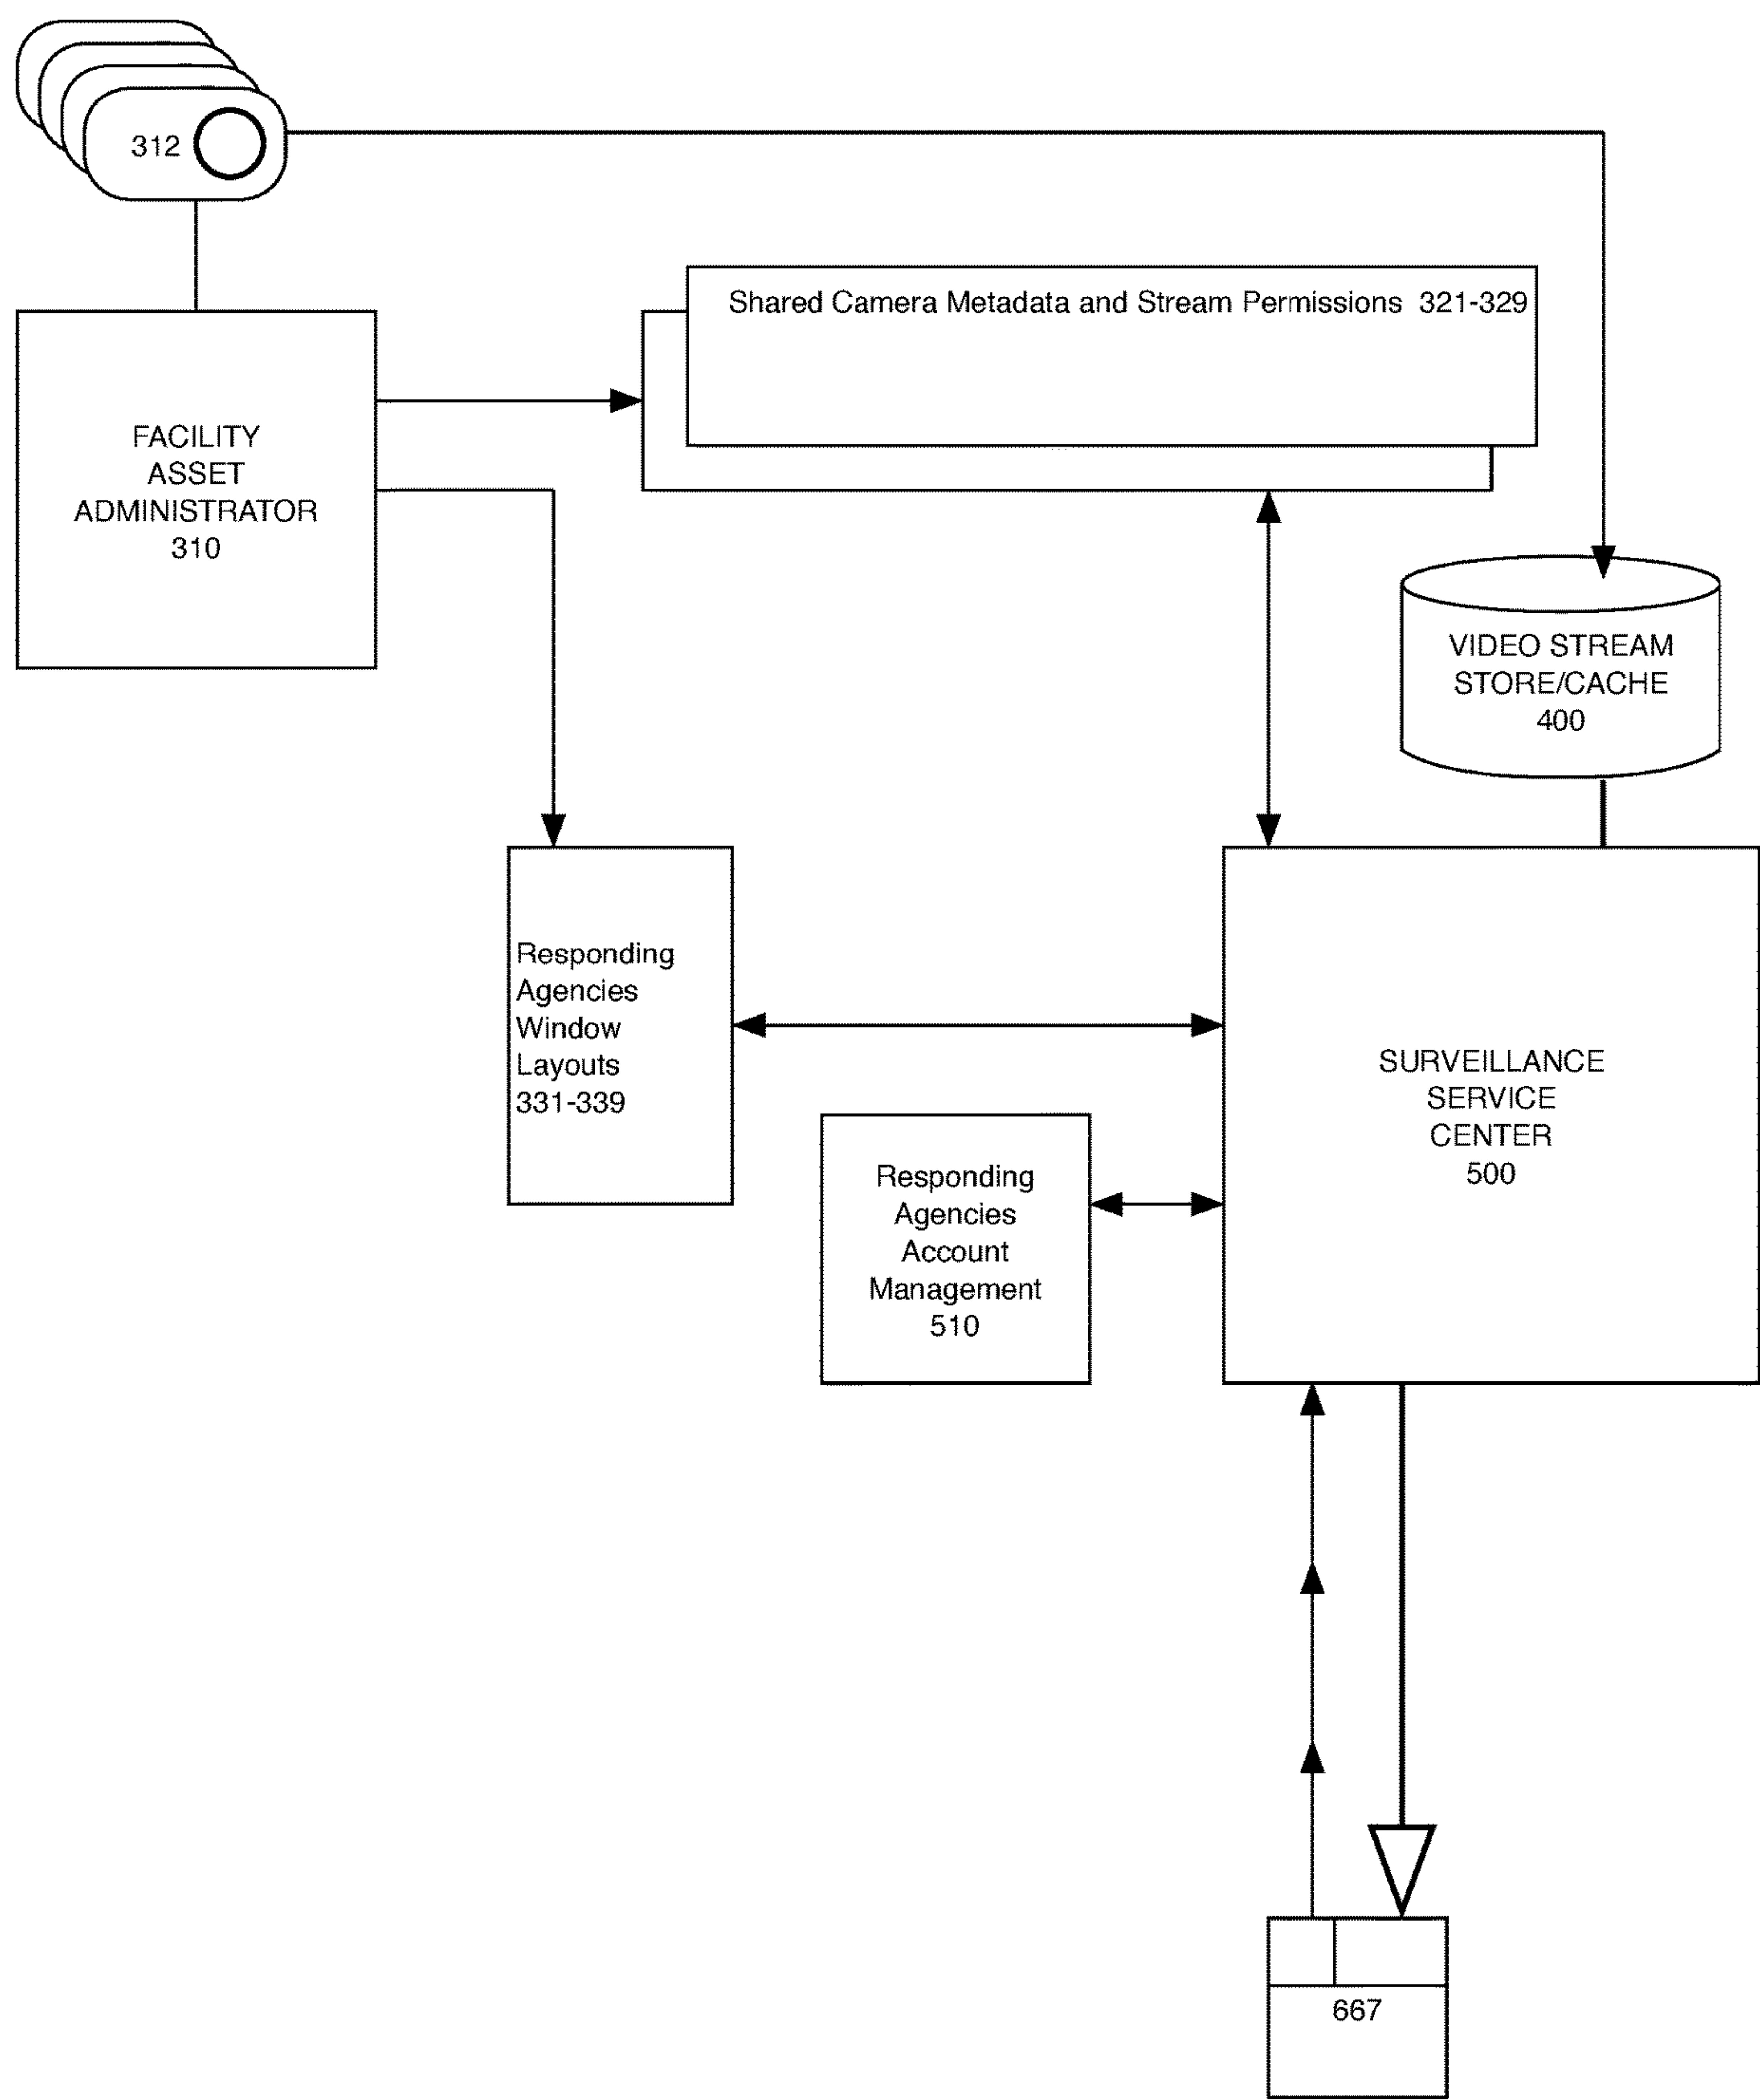 312
Shared Camera Metadata and Stream Permissions 321-329
FACILITY
ASSET
ADMINISTRATOR
310
VIDEO STREAM
STORE/CACHE
400
Responding
Agencies
Window
Layouts
331-339
SURVEILLANCE
SERVICE
CENTER
500
Responding
Agencies
Account
Management
510
667